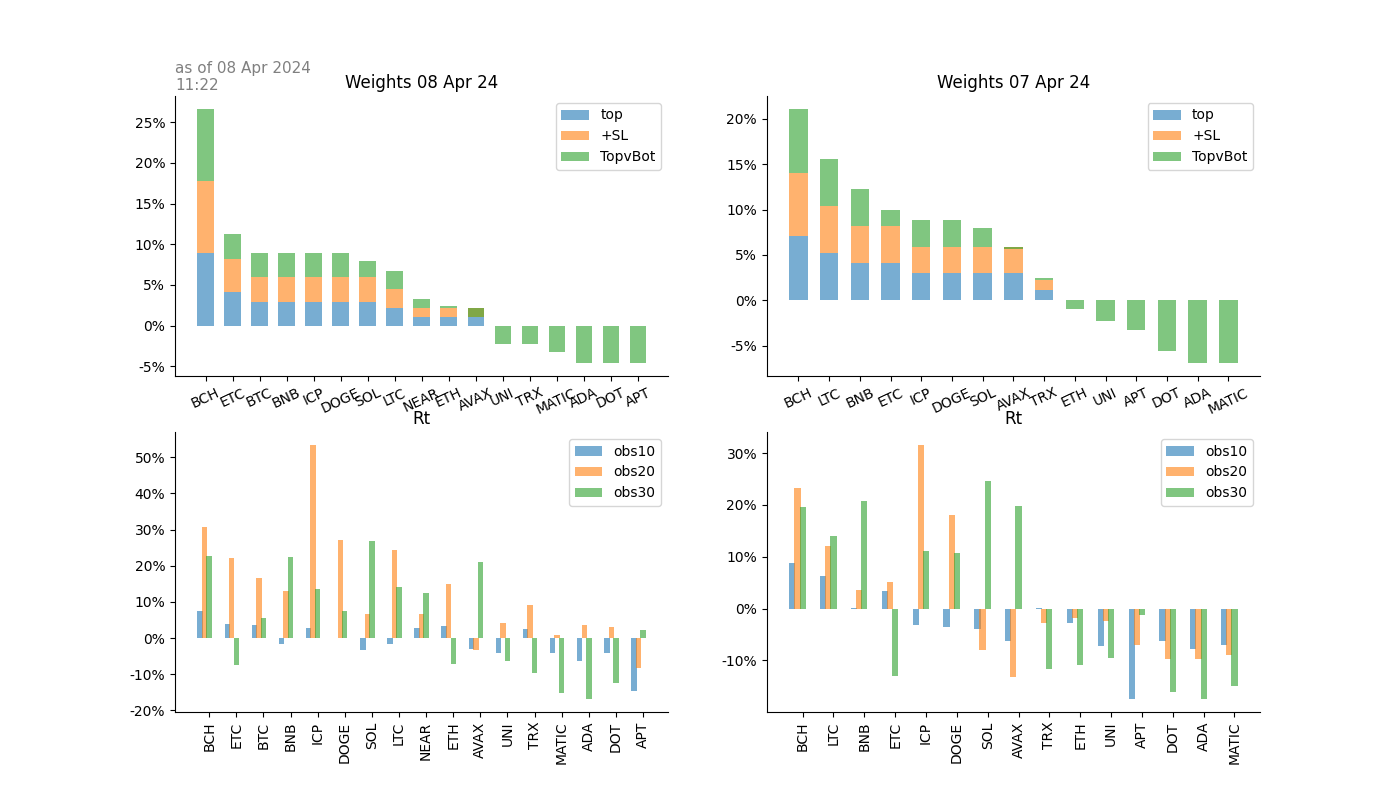 as of 08 Apr 2024
11:22
Weights 08 Apr 24
25%
20%
15%
10%
5%
0%
-5%
top
+SL
TopvBot
BCH ETC BTC BNB ICP DOGE SOL LTC NEAR ETH AVAX UNI TRX MATIC ADA DOT APT
Weights 07 Apr 24
20%
15%
10%
5%
0%
-5%
top
+SL
TopvBot
BCH LTC BNB ETC ICP DOGE SOL AVAX TRX ETH UNI APT DOT ADA MATIC
Rt
50%
40%
30%
20%
10%
0%
-10%
-20%
obs10
obs20
obs30
BCH ETC BTC BNB ICP DOGE SOL LTC NEAR ETH AVAX UNI TRX MATIC ADA DOT APT
Rt
30%
20%
10%
0%
-10%
obs10
obs20
obs30
BCH LTC BNB ETC ICP DOGE SOL AVAX TRX ETH UNI APT DOT ADA MATIC